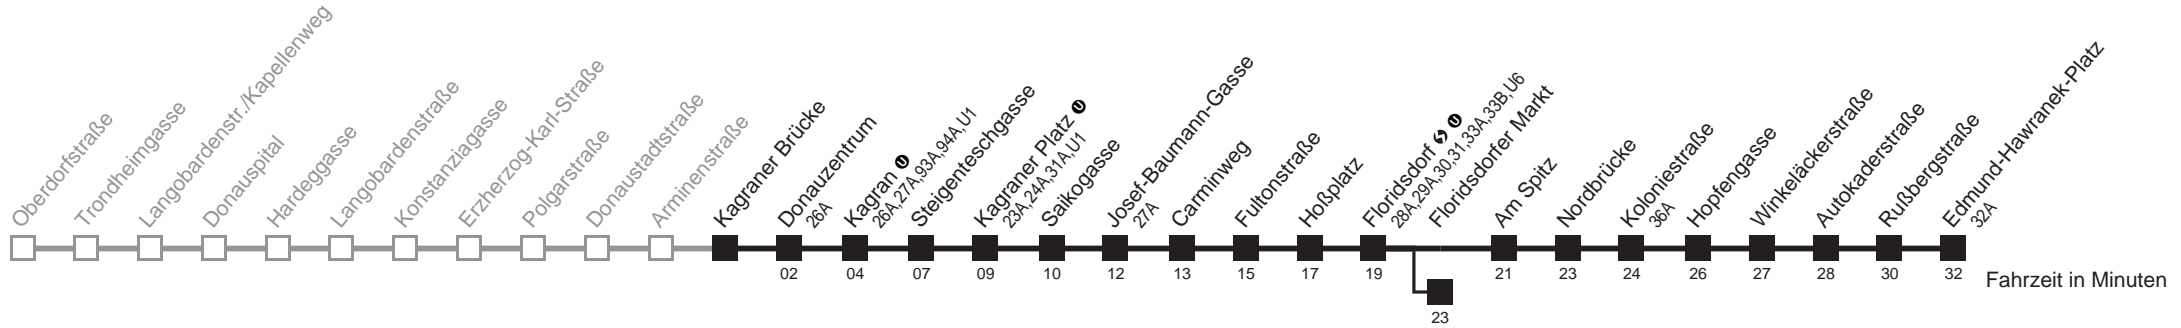 Oberdorfstraße
Trondheimgasse
Langobardenstr./Kapellenweg
Donauspital
Hardeggasse
Langobardenstraße
Konstanziagasse
Erzherzog-Karl-Straße
Polgarstraße
Donaustadtstraße
Arminenstraße
Kagraner Brücke
Donauzentrum
26A
Kagran U
26A,27A,93A,94A,U1
Steigenteschgasse
Kagraner Platz U
23A,24A,31A,U1
Saikogasse
Josef-Baumann-Gasse
27A
Carminweg
Fultonstraße
Hoßplatz
Floridsdorf S U
28A,29A,30,31,33A,33B,U6
Floridsdorfer Markt
Am Spitz
Nordbrücke
Koloniestraße
36A
Hopfengasse
Winkeläckerstraße
Autokaderstraße
Rußbergstraße
Edmund-Hawranek-Platz
32A
02 04 07 09 10 12 13 15 17 19 21 23 24 26 27 28 30 32
Fahrzeit in Minuten
23